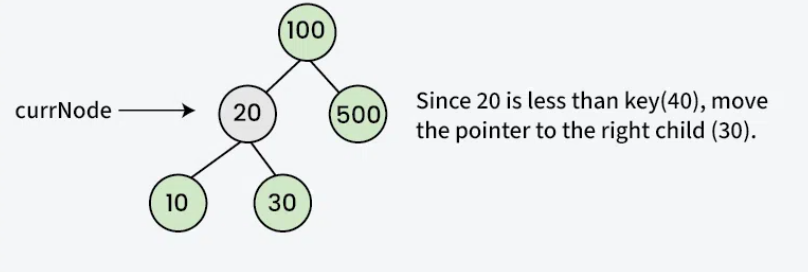 100
currNode
20
500
Since 20 is less than key(40), move
the pointer to the right child (30).
10
30